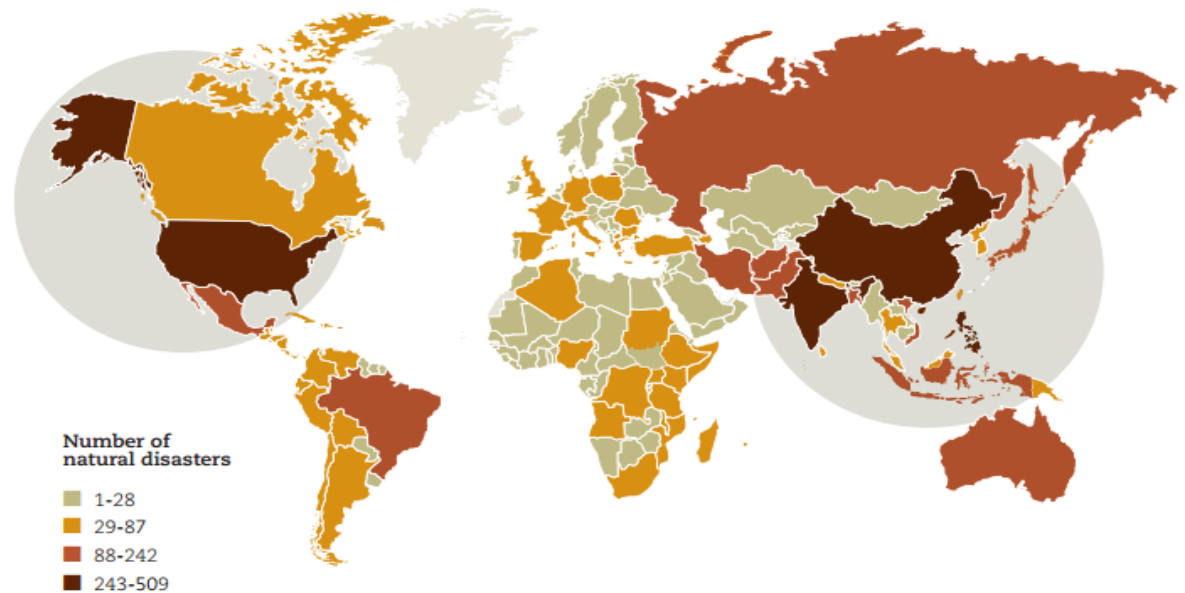 Number of
natural disasters
1-28
29-87
88-242
243-509